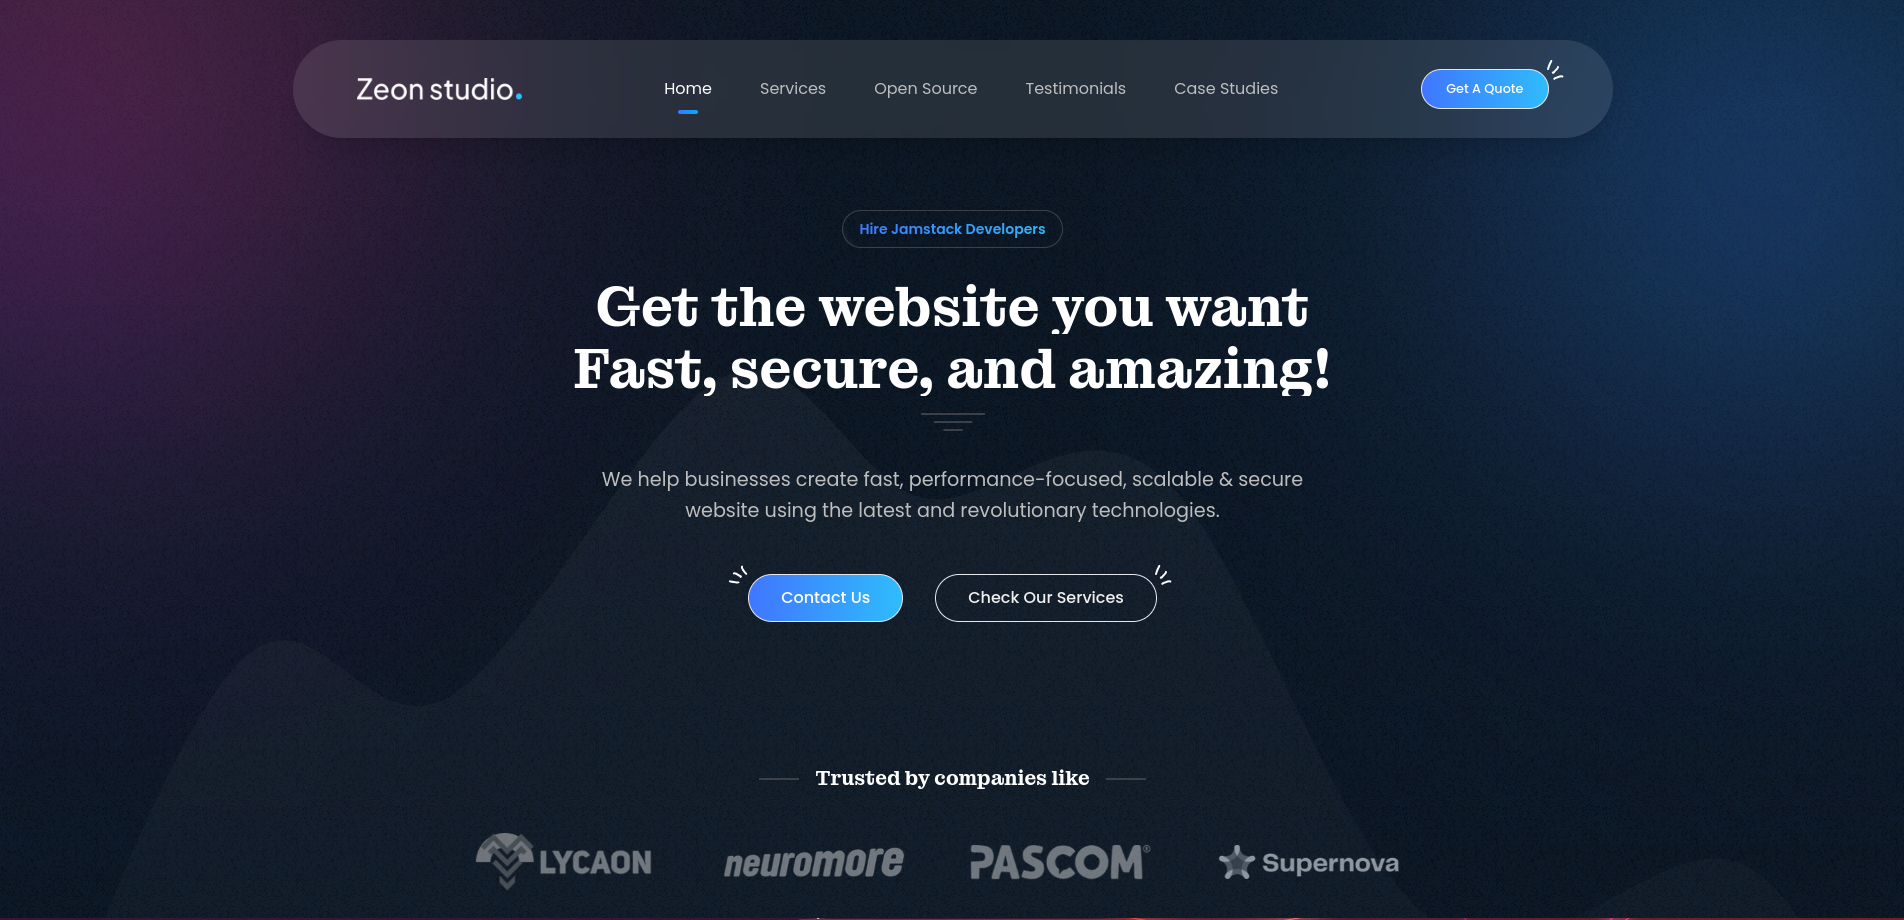 Zeon studio.
Home
Services
Open Source
Testimonials
Case Studies
Get A Quote
Hire Jamstack Developers
Get the website you want
Fast, secure, and amazing!
We help businesses create fast, performance-focused, scalable & secure
website using the latest and revolutionary technologies.
Contact Us
Check Our Services
Trusted by companies like
LYCAON
neuromore
PASCOM®
Supernova